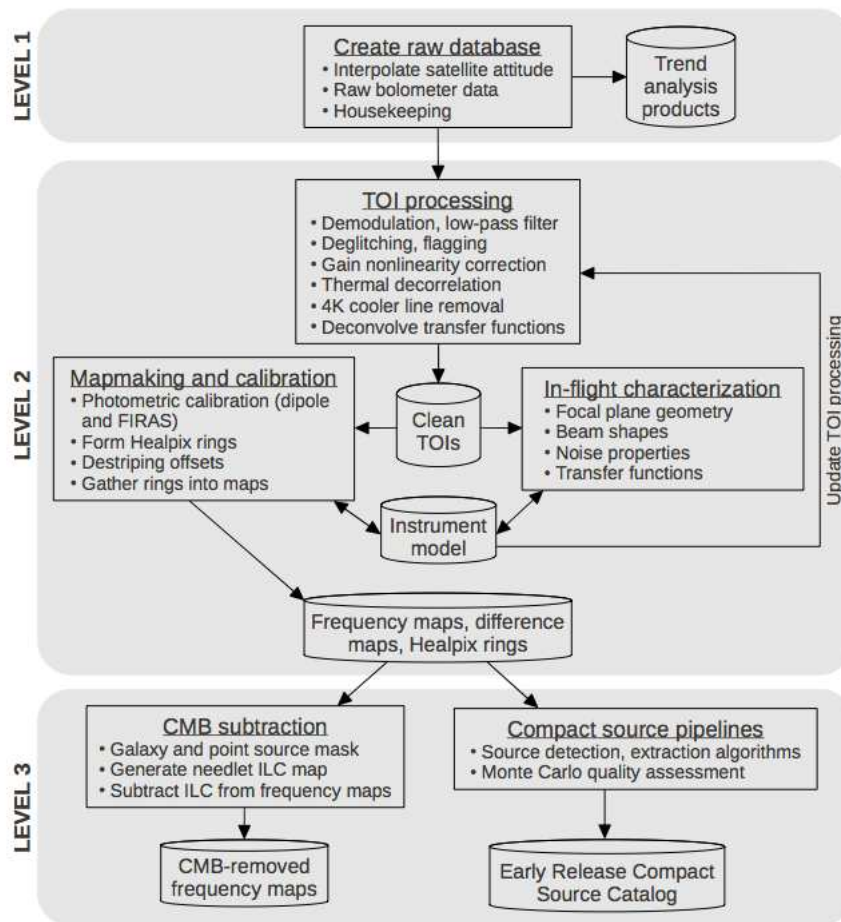 LEVEL 1
Create raw database
• Interpolate satellite attitude
• Raw bolometer data
• Housekeeping
Trend
analysis
products
LEVEL 2
TOI processing
• Demodulation, low-pass filter
• Deglitching, flagging
• Gain nonlinearity correction
• Thermal decorrelation
• 4K cooler line removal
• Deconvolve transfer functions
Mapmaking and calibration
• Photometric calibration (dipole
and FIRAS)
• Form Healpix rings
• Destriping offsets
• Gather rings into maps
Clean
TOIs
In-flight characterization
• Focal plane geometry
• Beam shapes
• Noise properties
• Transfer functions
Update TOI processing
Instrument
model
Frequency maps, difference
maps, Healpix rings
LEVEL 3
CMB subtraction
• Galaxy and point source mask
• Generate needlet ILC map
• Subtract ILC from frequency maps
Compact source pipelines
• Source detection, extraction algorithms
• Monte Carlo quality assessment
CMB-removed
frequency maps
Early Release Compact
Source Catalog